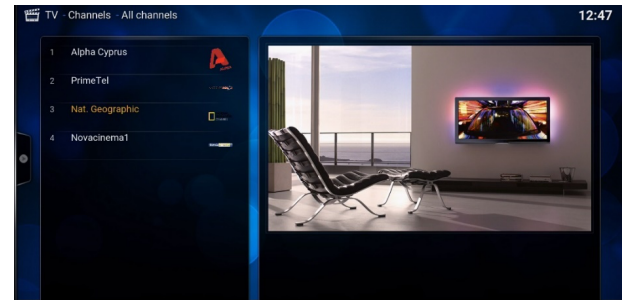 TV - Channels - All channels
12:47
1 Alpha Cyprus
2 PrimeTel
3 Nat. Geographic
4 Novacinema1